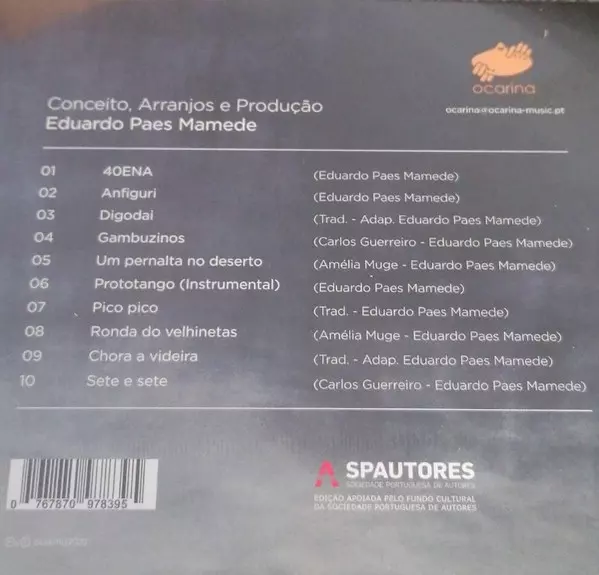 ocarina
ocarina@ocarina-music.pt
Conceito, Arranjos e Produção
Eduardo Paes Mamede
01 40ENA (Eduardo Paes Mamede)
02 Anfiguri (Eduardo Paes Mamede)
03 Digodai (Trad. - Adap. Eduardo Paes Mamede)
04 Gambuzinos (Carlos Guerreiro - Eduardo Paes Mamede)
05 Um pernalta no deserto (Amélia Muge - Eduardo Paes Mamede)
06 Prototango (Instrumental) (Eduardo Paes Mamede)
07 Pico pico (Trad. - Eduardo Paes Mamede)
08 Ronda do velhinetas (Amélia Muge - Eduardo Paes Mamede)
09 Chora a videira (Trad. - Adap. Eduardo Paes Mamede)
10 Sete e sete (Carlos Guerreiro - Eduardo Paes Mamede)
0 767870 978395
SPAUTORES
SOCIEDADE PORTUGUESA DE AUTORES
EDIÇÃO APOIADA PELO FUNDO CULTURAL
DA SOCIEDADE PORTUGUESA DE AUTORES